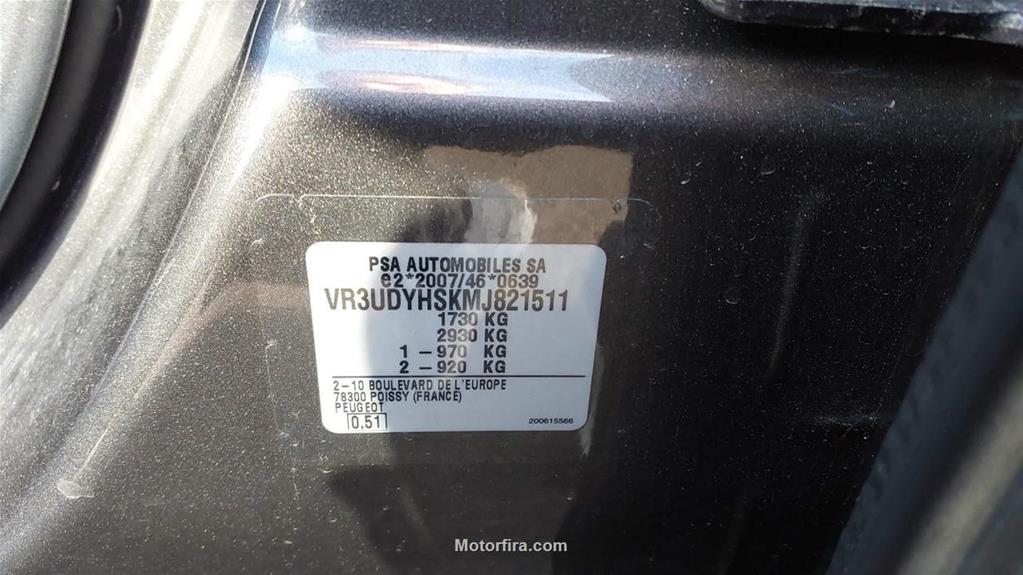 PSA AUTOMOBILES SA
e2*2007/46*0639
VR3UDYHSKMJ821511
1730 KG
2930 KG
1 – 970 KG
2 – 920 KG
2–10 BOULEVARD DE L'EUROPE
78300 POISSY (FRANCE)
PEUGEOT
0,51 200615566
Motorfira.com